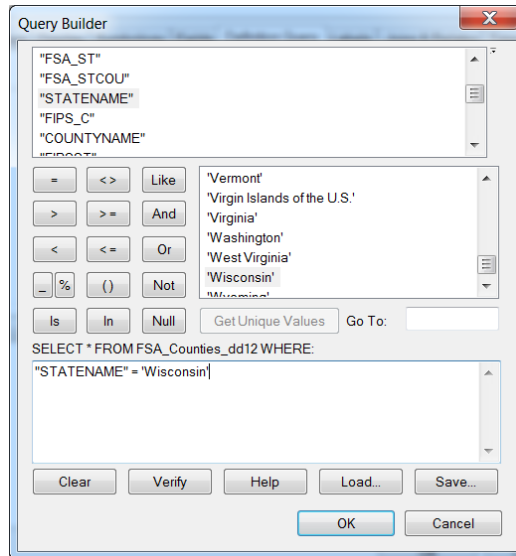 Query Builder
"FSA_ST"
"FSA_STCOU"
"STATENAME"
"FIPS_C"
"COUNTYNAME"
= <> Like
> >= And
< <= Or
_ % () Not
Is In Null
'Vermont'
'Virgin Islands of the U.S.'
'Virginia'
'Washington'
'West Virginia'
'Wisconsin'
'Wyoming'
Get Unique Values Go To:
SELECT * FROM FSA_Counties_dd12 WHERE:
"STATENAME" = 'Wisconsin'
Clear Verify Help Load... Save...
OK Cancel